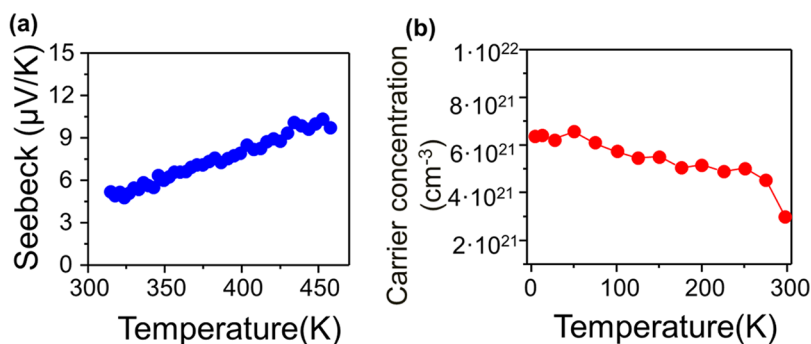 (a)
Seebeck (µV/K)
15
12
9
6
3
0
300
350
400
450
Temperature(K)
(b)
Carrier concentration
(cm-3)
1·10²²
8·10²¹
6·10²¹
4·10²¹
2·10²¹
0
100
200
300
Temperature(K)